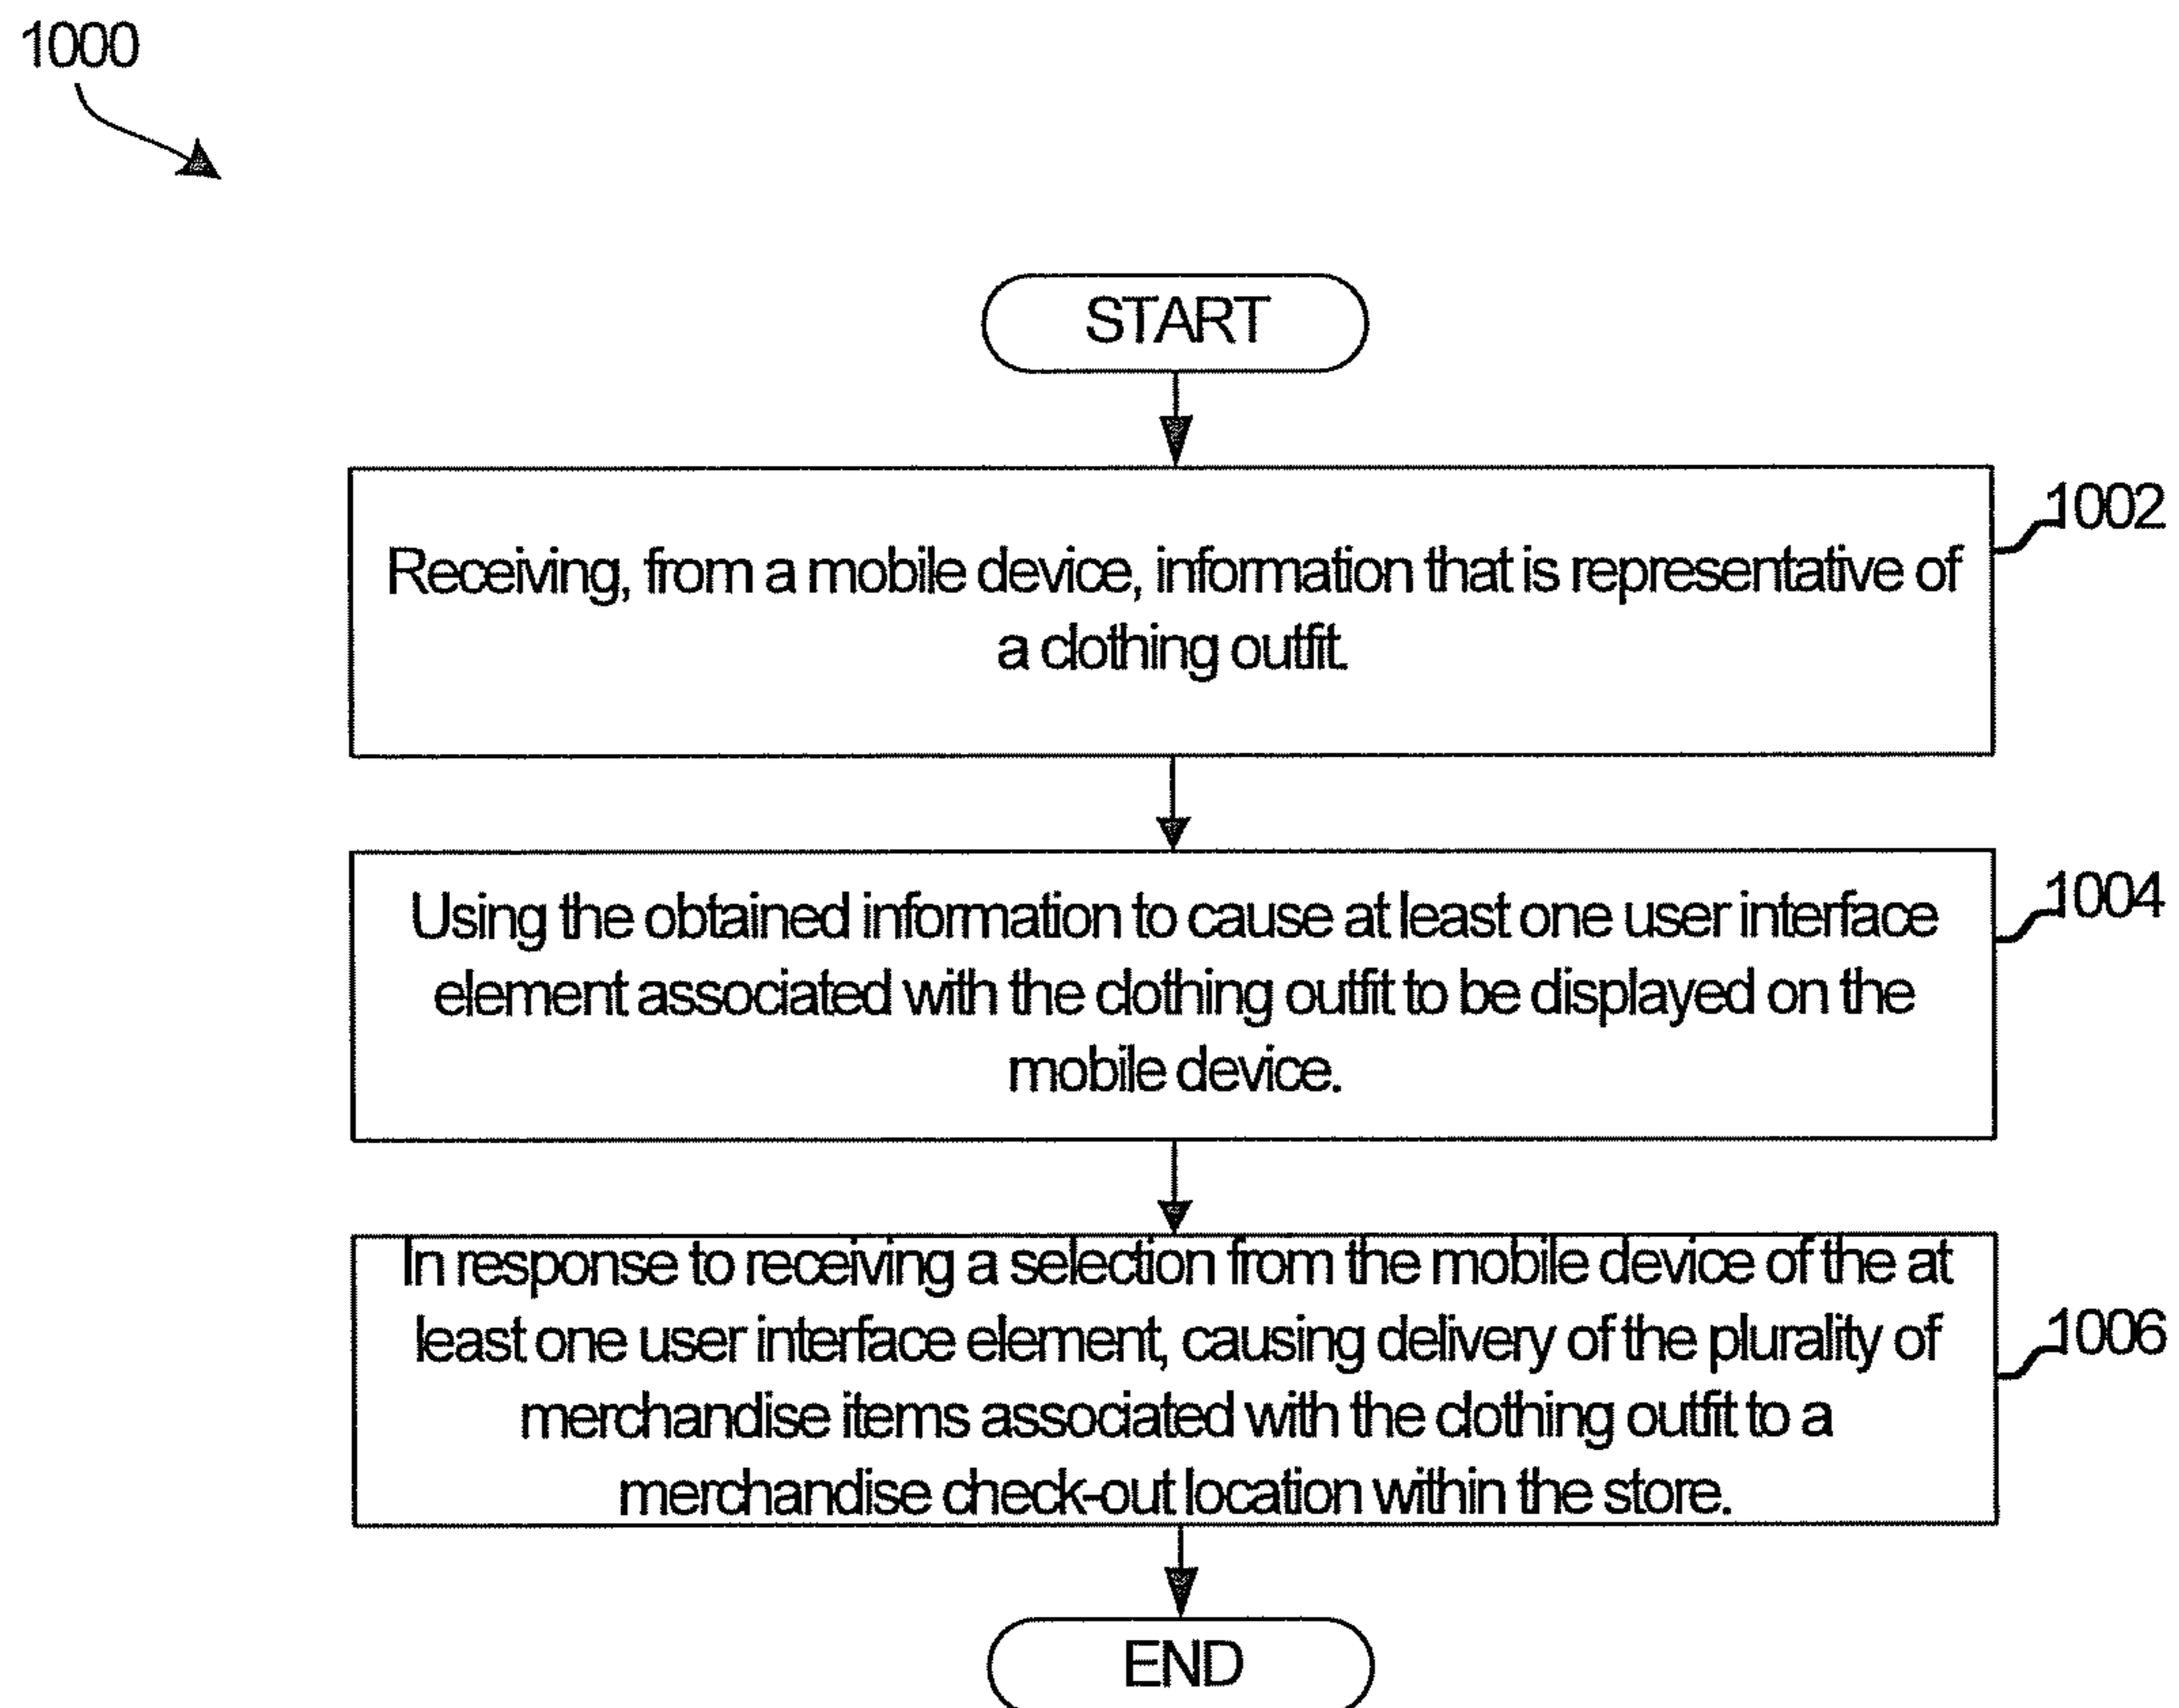 1000
START
Receiving, from a mobile device, information that is representative of
a clothing outfit.
1002
Using the obtained information to cause at least one user interface
element associated with the clothing outfit to be displayed on the
mobile device.
1004
In response to receiving a selection from the mobile device of the at
least one user interface element, causing delivery of the plurality of
merchandise items associated with the clothing outfit to a
merchandise check-out location within the store.
1006
END